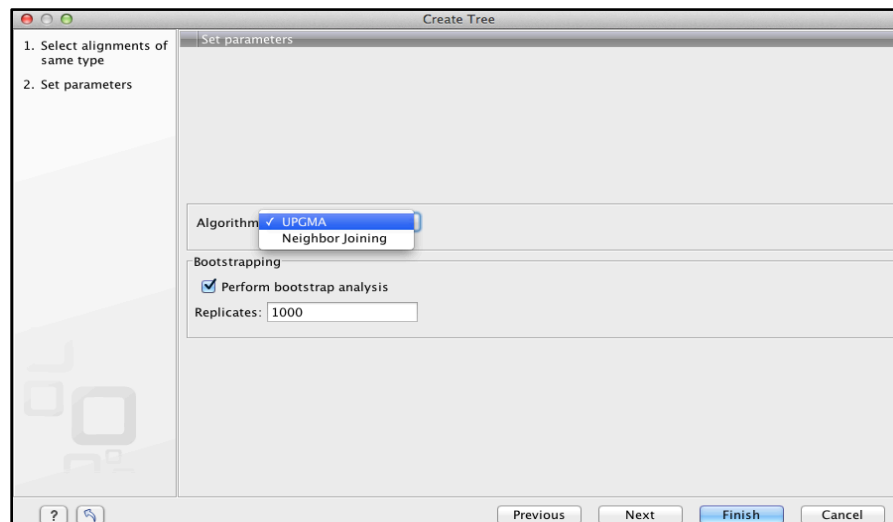 Create Tree
1. Select alignments of
same type
2. Set parameters
Set parameters
Algorithm
✓ UPGMA
Neighbor Joining
Bootstrapping
Perform bootstrap analysis
Replicates: 1000
?
Previous
Next
Finish
Cancel